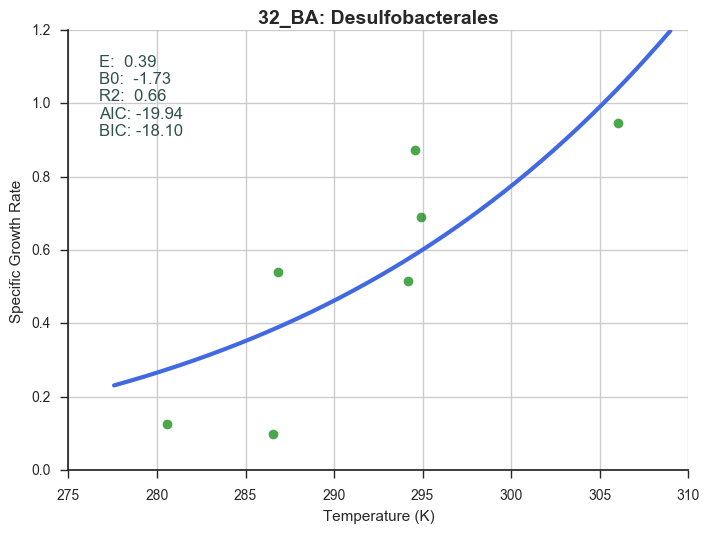 32_BA: Desulfobacterales
E:  0.39
B0:  -1.73
R2:  0.66
AIC: -19.94
BIC: -18.10
1.2
1.0
0.8
0.6
0.4
0.2
0.0
Specific Growth Rate
275 280 285 290 295 300 305 310
Temperature (K)